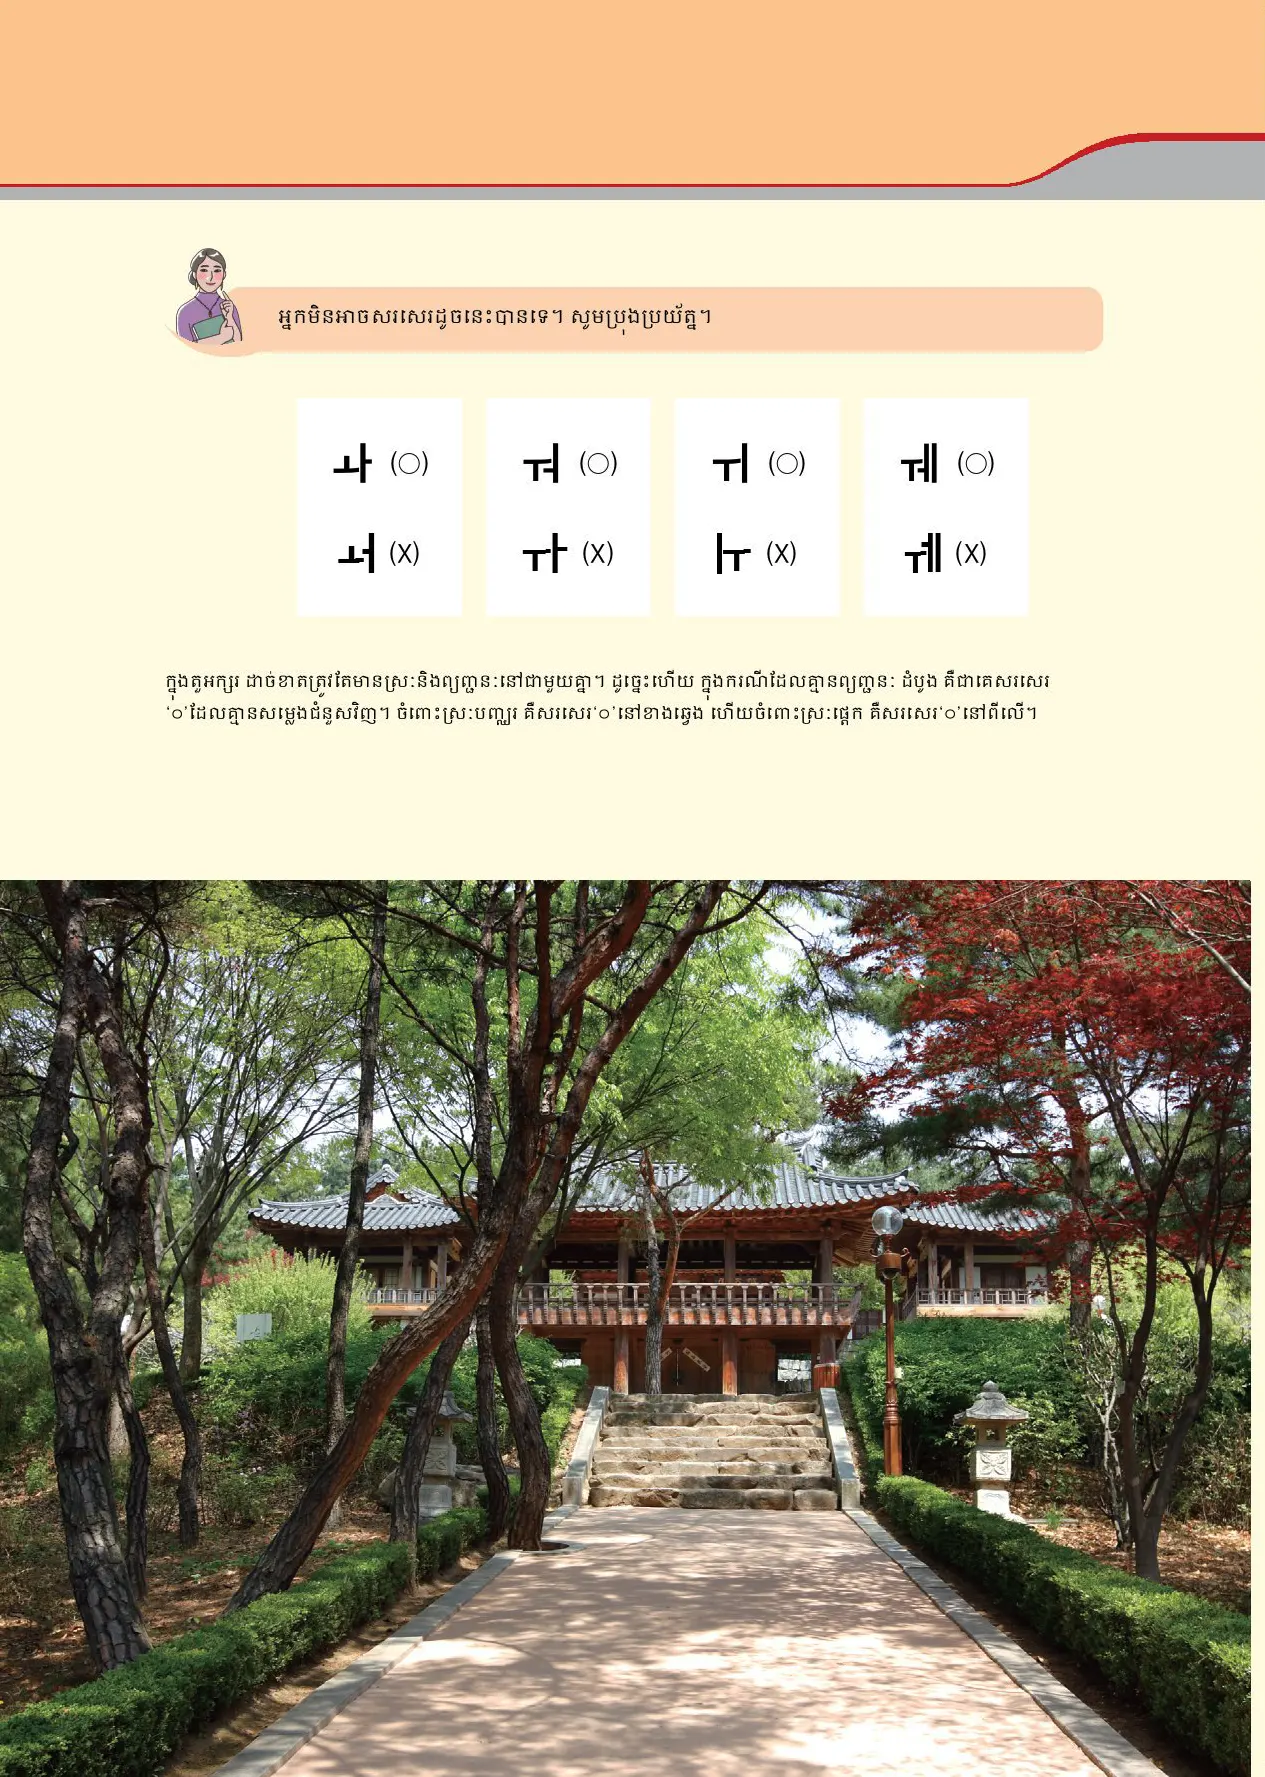 អ្នកមិនអាចសរសេរដូចនេះបានទេ។ សូមប្រុងប្រយ័ត្ន។
ㅘ (○) ㅝ (○) ㅟ (○) ㅞ (○)
(X) (X) (X) (X)
ក្នុងតួអក្សរ ដាច់ខាតត្រូវតែមានស្រៈនិងព្យញ្ជនៈនៅជាមួយគ្នា។ ដូច្នេះហើយ ក្នុងករណីដែលគ្មានព្យញ្ជនៈ ដំបូង គឺជាគេសរសេរ
‘ㅇ’ដែលគ្មានសម្លេងជំនួសវិញ។ ចំពោះស្រៈបញ្ឈរ គឺសរសេរ‘ㅇ’នៅខាងឆ្វេង ហើយចំពោះស្រៈផ្តេក គឺសរសេរ‘ㅇ’នៅពីលើ។